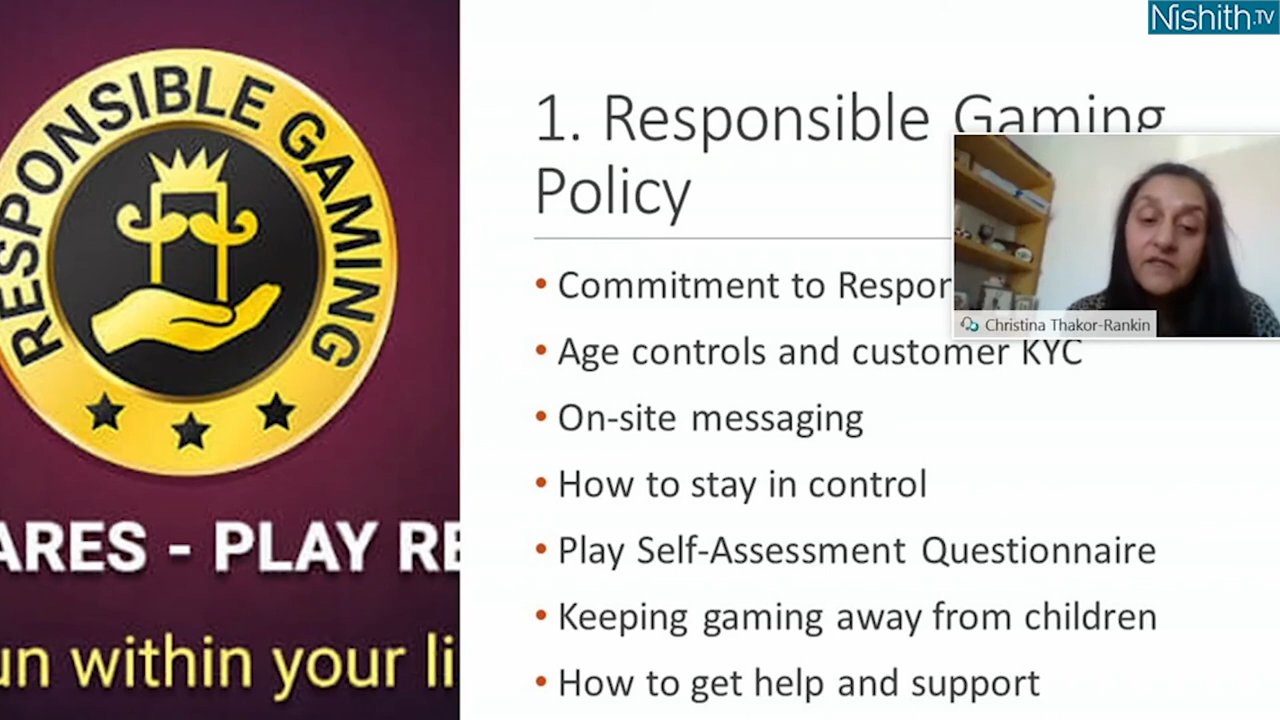 Nishith.TV
RESPONSIBLE GAMING
ARES - PLAY RE
un within your li
1. Responsible Gaming
Policy
• Commitment to Respon
• Age controls and customer KYC
• On-site messaging
• How to stay in control
• Play Self-Assessment Questionnaire
• Keeping gaming away from children
• How to get help and support
Christina Thakor-Rankin